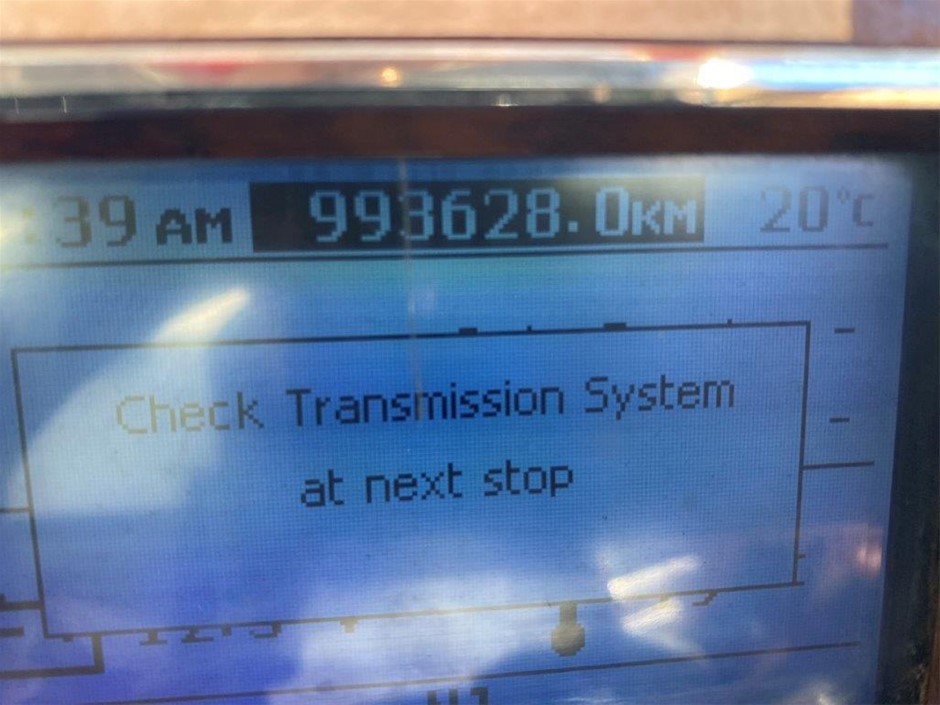 :39 AM 993628.0KM 20°C
Check Transmission System
at next stop